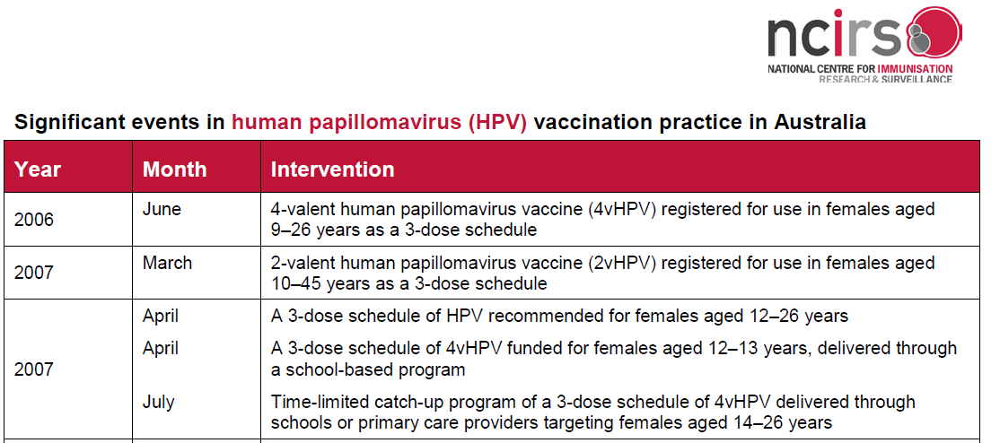 ncirs
NATIONAL CENTRE FOR IMMUNISATION
RESEARCH & SURVEILLANCE
Significant events in human papillomavirus (HPV) vaccination practice in Australia
Year Month Intervention
2006 June 4-valent human papillomavirus vaccine (4vHPV) registered for use in females aged
9–26 years as a 3-dose schedule
2007 March 2-valent human papillomavirus vaccine (2vHPV) registered for use in females aged
10–45 years as a 3-dose schedule
2007 April A 3-dose schedule of HPV recommended for females aged 12–26 years
April A 3-dose schedule of 4vHPV funded for females aged 12–13 years, delivered through
a school-based program
July Time-limited catch-up program of a 3-dose schedule of 4vHPV delivered through
schools or primary care providers targeting females aged 14–26 years